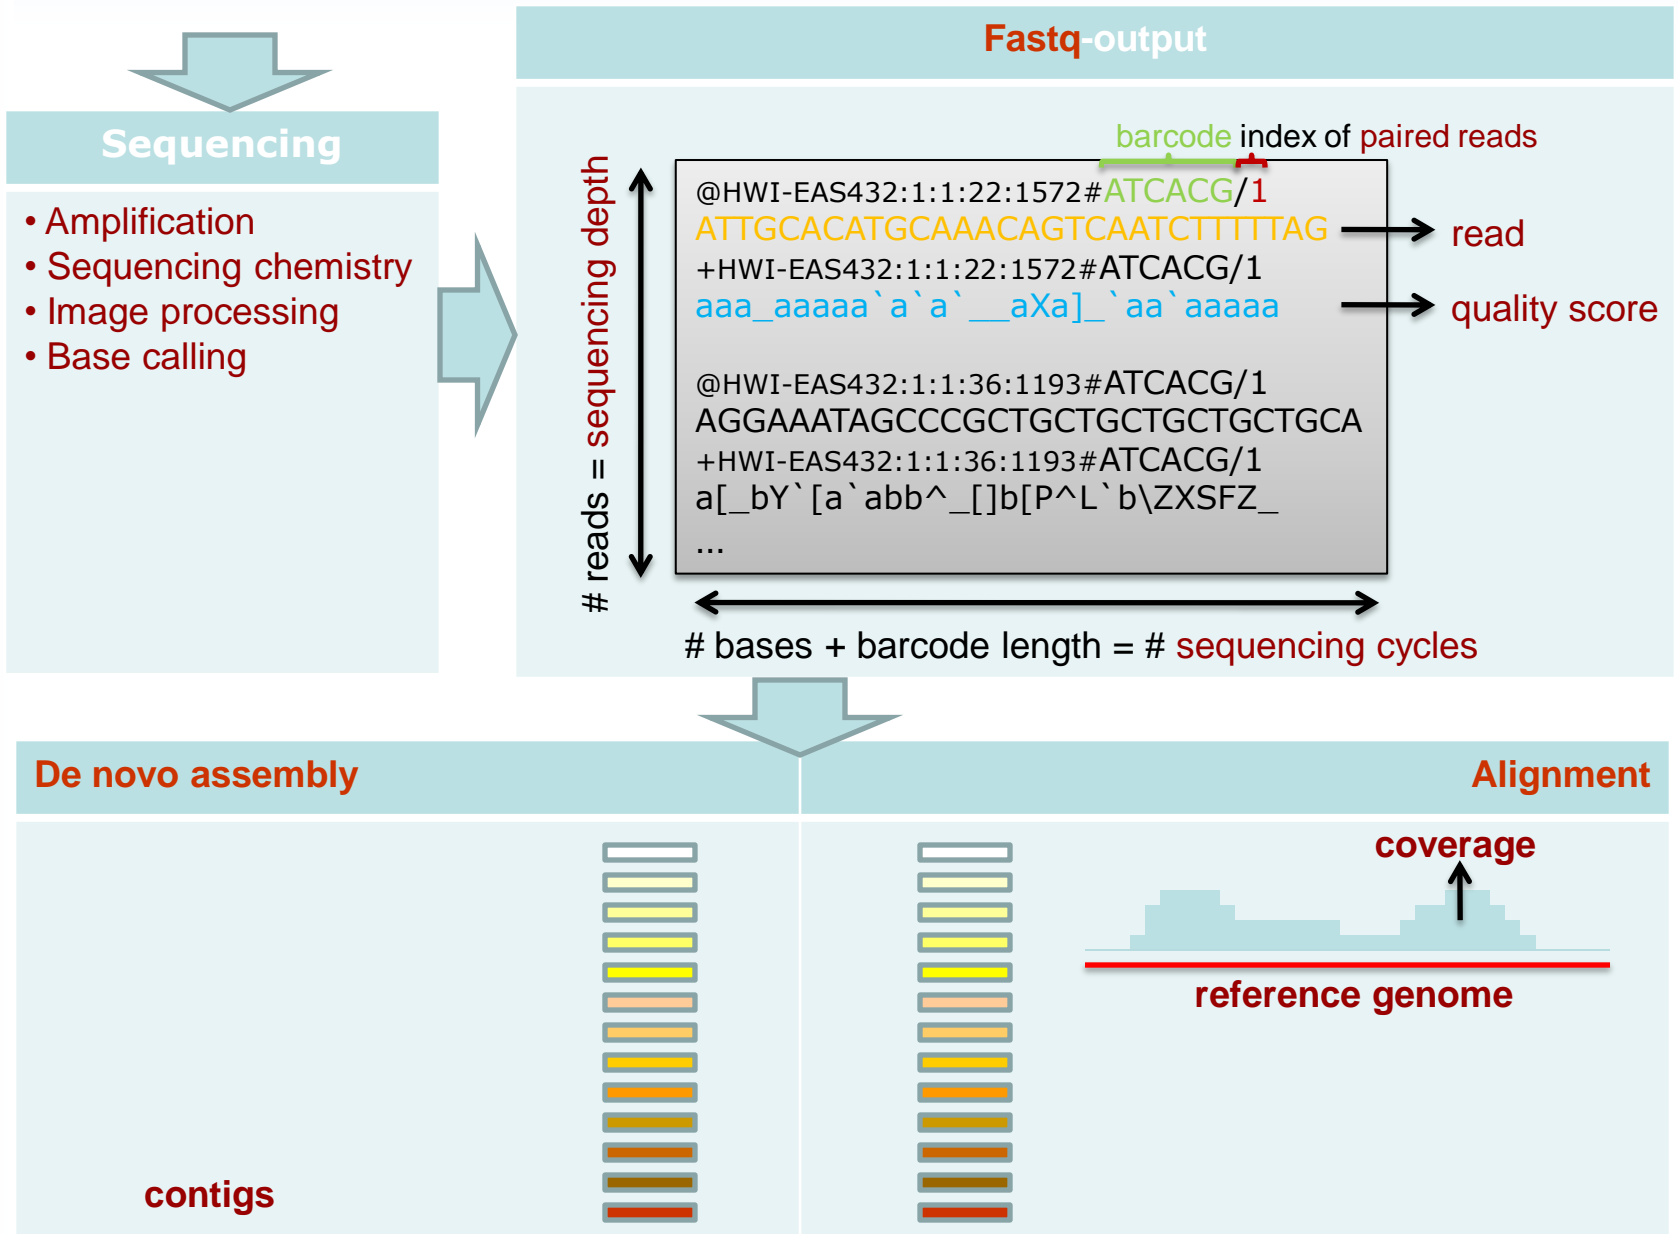 Fastq-output
Sequencing
• Amplification
• Sequencing chemistry
• Image processing
• Base calling
# reads = sequencing depth
barcode index of paired reads
@HWI-EAS432:1:1:22:1572#ATCACG/1
ATTGCACATGCAAACAGTCAATCTTTTTAG
read
+HWI-EAS432:1:1:22:1572#ATCACG/1
aaa_aaaaa`a`a`__aXa]_`aa`aaaaa
quality score
@HWI-EAS432:1:1:36:1193#ATCACG/1
AGGAAATAGCCCGCTGCTGCTGCTGCTGCA
+HWI-EAS432:1:1:36:1193#ATCACG/1
a[_bY`[a`abb^_[]b[P^L`b\ZXSFZ_
...
# bases + barcode length = # sequencing cycles
De novo assembly
Alignment
coverage
reference genome
contigs